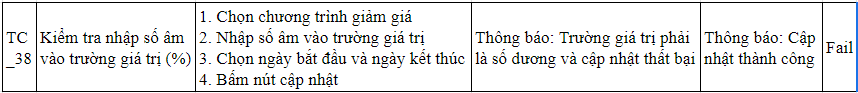 TC
_38
Kiểm tra nhập số âm
vào trường giá trị (%)
1. Chọn chương trình giảm giá
2. Nhập số âm vào trường giá trị
3. Chọn ngày bắt đầu và ngày kết thúc
4. Bấm nút cập nhật
Thông báo: Trường giá trị phải
là số dương và cập nhật thất bại
Thông báo: Cập
nhật thành công
Fail